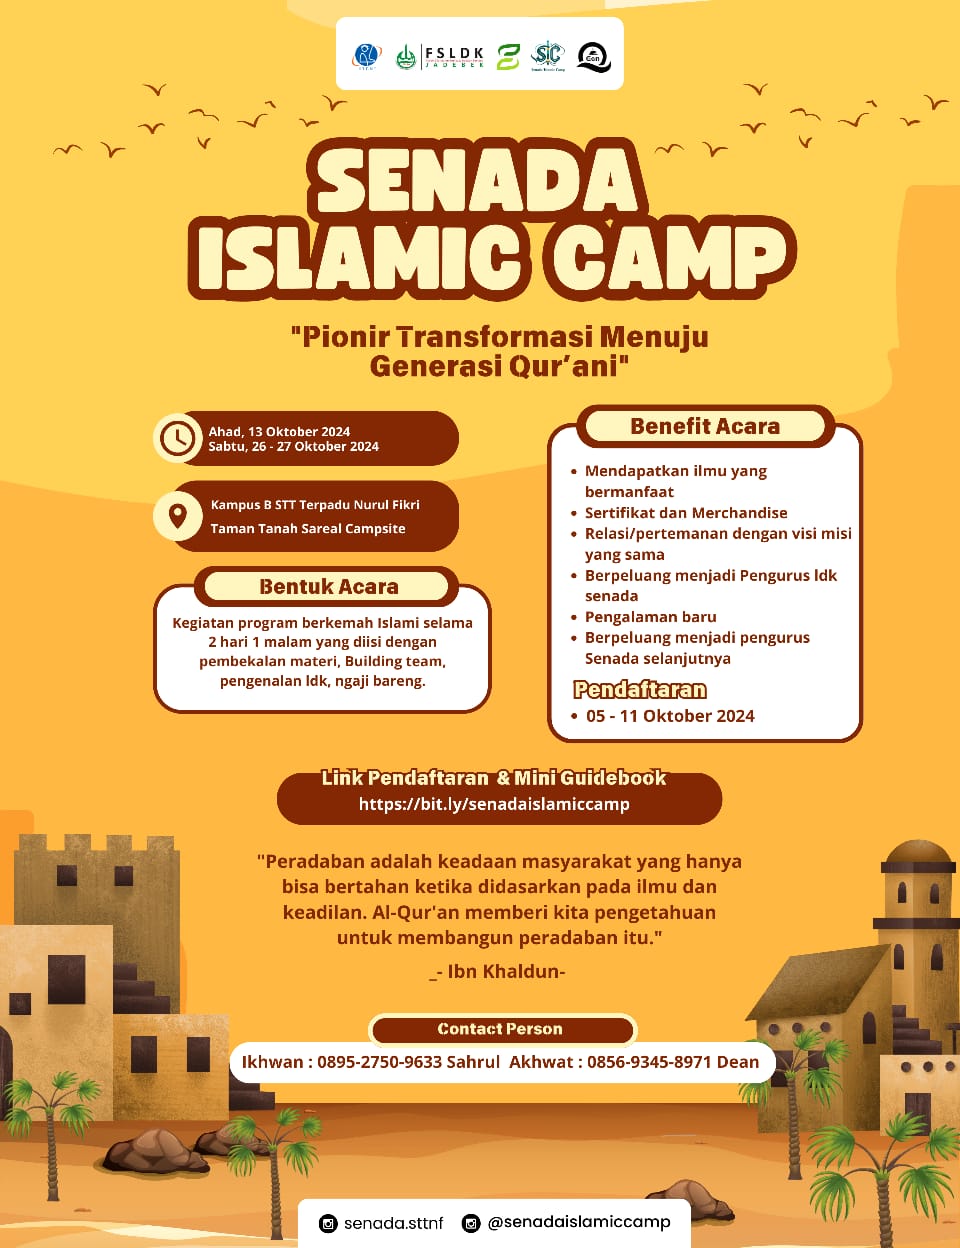 FSLDK
JADEBEK
SIC
Senada Islamic Camp
Gen
SENADA
ISLAMIC CAMP
"Pionir Transformasi Menuju
Generasi Qur’ani"
Ahad, 13 Oktober 2024
Sabtu, 26 - 27 Oktober 2024
Kampus B STT Terpadu Nurul Fikri
Taman Tanah Sareal Campsite
Bentuk Acara
Kegiatan program berkemah Islami selama
2 hari 1 malam yang diisi dengan
pembekalan materi, Building team,
pengenalan ldk, ngaji bareng.
Benefit Acara
• Mendapatkan ilmu yang
bermanfaat
• Sertifikat dan Merchandise
• Relasi/pertemanan dengan visi misi
yang sama
• Berpeluang menjadi Pengurus ldk
senada
• Pengalaman baru
• Berpeluang menjadi pengurus
Senada selanjutnya
Pendaftaran
• 05 - 11 Oktober 2024
Link Pendaftaran & Mini Guidebook
https://bit.ly/senadaislamiccamp
"Peradaban adalah keadaan masyarakat yang hanya
bisa bertahan ketika didasarkan pada ilmu dan
keadilan. Al-Qur'an memberi kita pengetahuan
untuk membangun peradaban itu."
_- Ibn Khaldun-
Contact Person
Ikhwan : 0895-2750-9633 Sahrul Akhwat : 0856-9345-8971 Dean
senada.sttnf @senadaislamiccamp